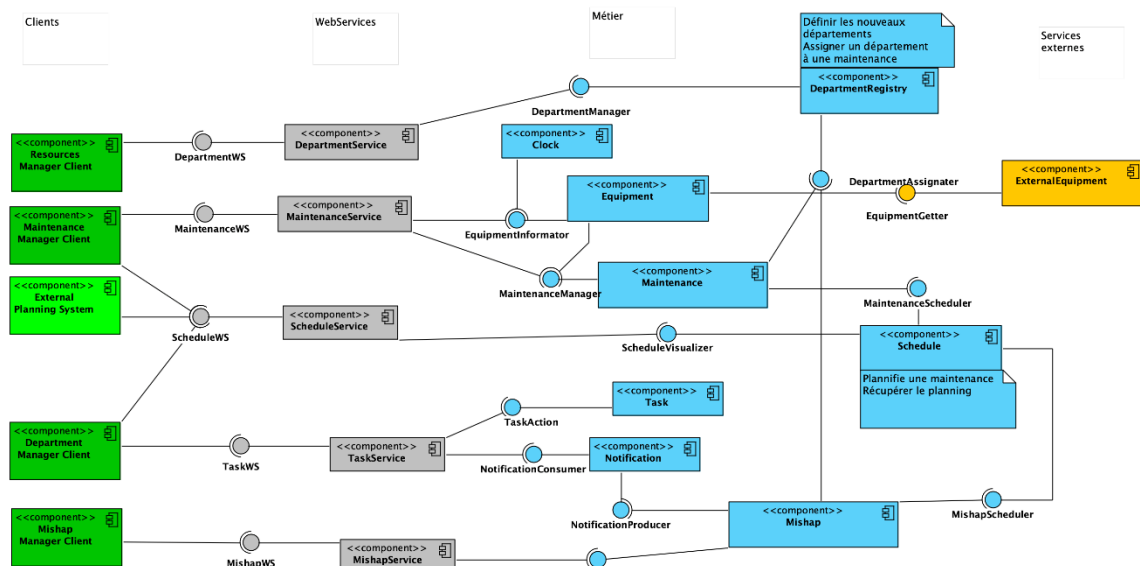 Clients
WebServices
Métier
Services
externes
Définir les nouveaux
départements
Assigner un département
à une maintenance
<<component>>
DepartmentRegistry
DepartmentManager
<<component>>
Resources
Manager Client
DepartmentWS
<<component>>
DepartmentService
<<component>>
Clock
<<component>>
Maintenance
Manager Client
MaintenanceWS
<<component>>
MaintenanceService
EquipmentInformator
<<component>>
Equipment
DepartmentAssignater
EquipmentGetter
<<component>>
ExternalEquipment
<<component>>
External
Planning System
ScheduleWS
<<component>>
ScheduleService
MaintenanceManager
<<component>>
Maintenance
MaintenanceScheduler
ScheduleVisualizer
<<component>>
Schedule
Plannifie une maintenance
Récupérer le planning
<<component>>
Department
Manager Client
TaskWS
<<component>>
TaskService
TaskAction
<<component>>
Task
NotificationConsumer
<<component>>
Notification
NotificationProducer
<<component>>
Mishap
MishapScheduler
<<component>>
Mishap
Manager Client
MishapWS
<<component>>
MishapService